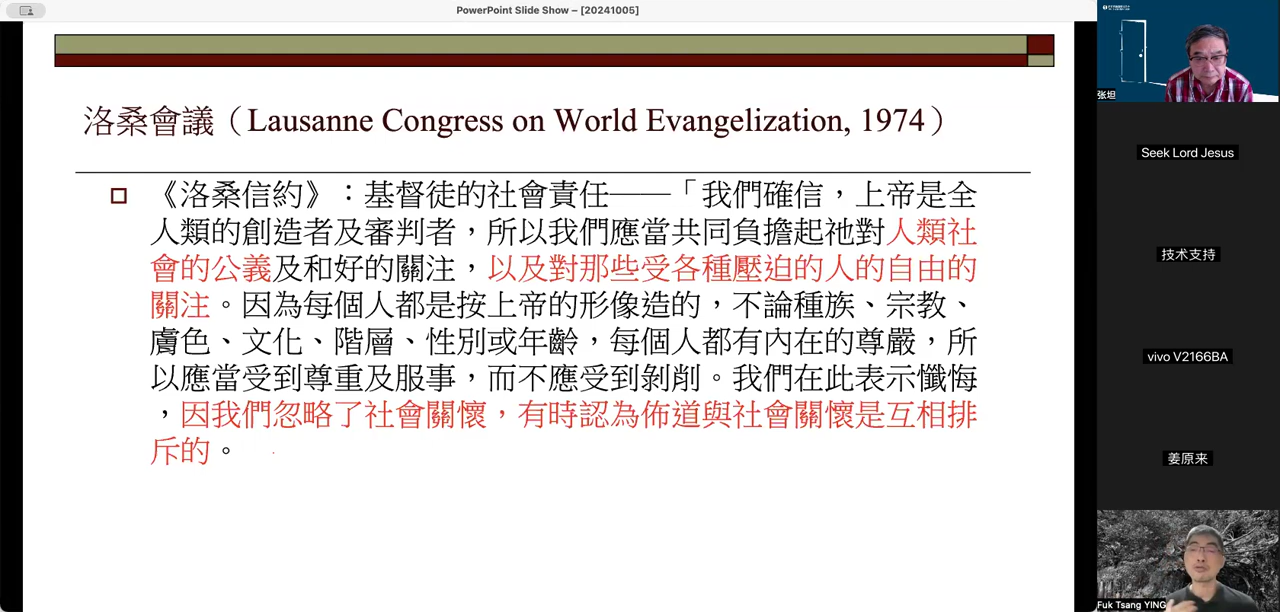 PowerPoint Slide Show – [20241005]
洛桑會議（Lausanne Congress on World Evangelization, 1974）
《洛桑信約》：基督徒的社會責任——「我們確信，上帝是全
人類的創造者及審判者，所以我們應當共同負擔起祂對人類社
會的公義及和好的關注，以及對那些受各種壓迫的人的自由的
關注。因為每個人都是按上帝的形像造的，不論種族、宗教、
膚色、文化、階層、性別或年齡，每個人都有內在的尊嚴，所
以應當受到尊重及服事，而不應受到剝削。我們在此表示懺悔
，因我們忽略了社會關懷，有時認為佈道與社會關懷是互相排
斥的。
张坦
Seek Lord Jesus
技术支持
vivo V2166BA
姜原来
Fuk Tsang YING